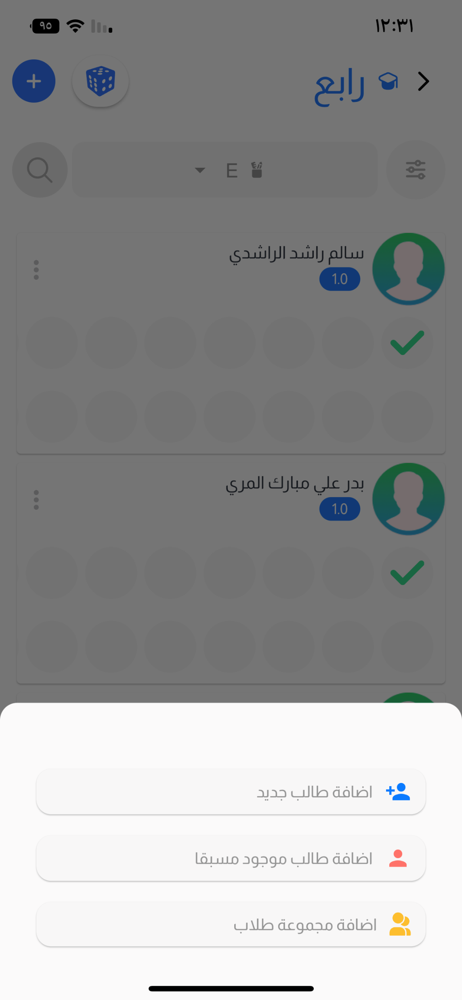 ١٢:٣١
٩٥
رابع
E
سالم راشد الراشدي
1.0
بدر علي مبارك المري
1.0
اضافة طالب جديد
اضافة طالب موجود مسبقا
اضافة مجموعة طلاب